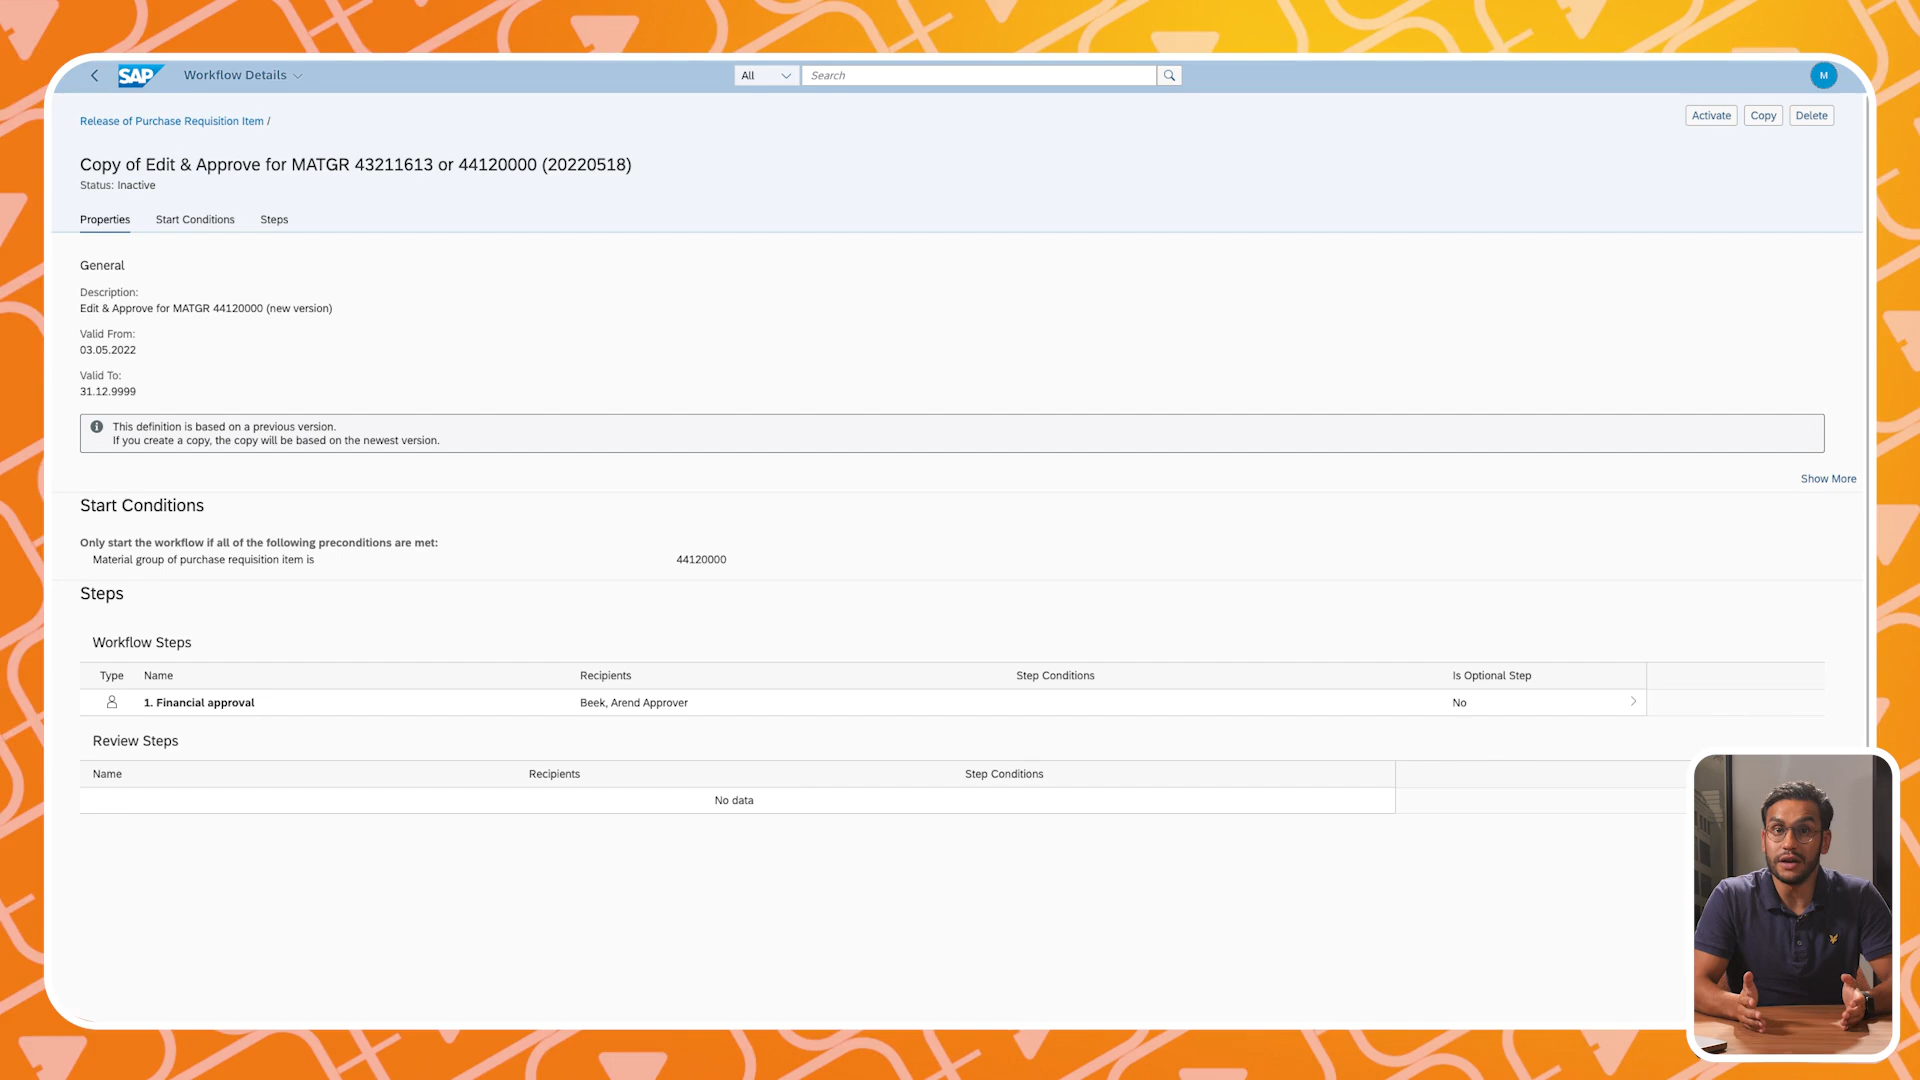 SAP
Workflow Details
All
Search
M
Release of Purchase Requisition Item /
Activate
Copy
Delete
Copy of Edit & Approve for MATGR 43211613 or 44120000 (20220518)
Status: Inactive
Properties
Start Conditions
Steps
General
Description:
Edit & Approve for MATGR 44120000 (new version)
Valid From:
03.05.2022
Valid To:
31.12.9999
This definition is based on a previous version.
If you create a copy, the copy will be based on the newest version.
Show More
Start Conditions
Only start the workflow if all of the following preconditions are met:
Material group of purchase requisition item is 44120000
Steps
Workflow Steps
Type Name Recipients Step Conditions Is Optional Step
1. Financial approval Beek, Arend Approver No
Review Steps
Name Recipients Step Conditions
No data